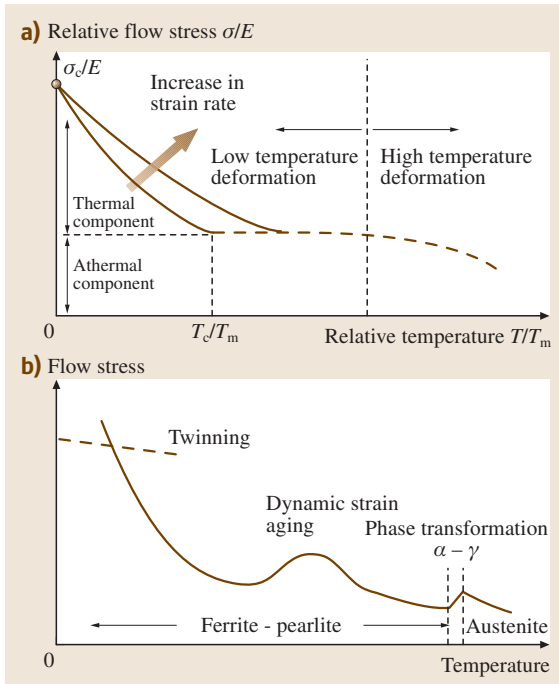 a) Relative flow stress σ/E
σc/E
Increase in
strain rate
Low temperature
deformation
High temperature
deformation
Thermal
component
Athermal
component
0
Tc/Tm
Relative temperature T/Tm
b) Flow stress
Twinning
Dynamic strain
aging
Phase transformation
α – γ
Ferrite - pearlite
Austenite
0
Temperature